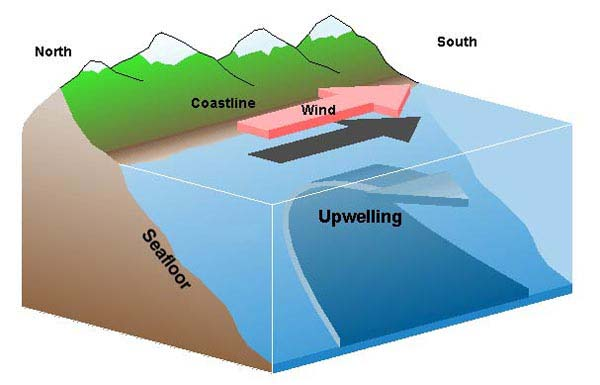 North
South
Coastline
Wind
Upwelling
Seafloor